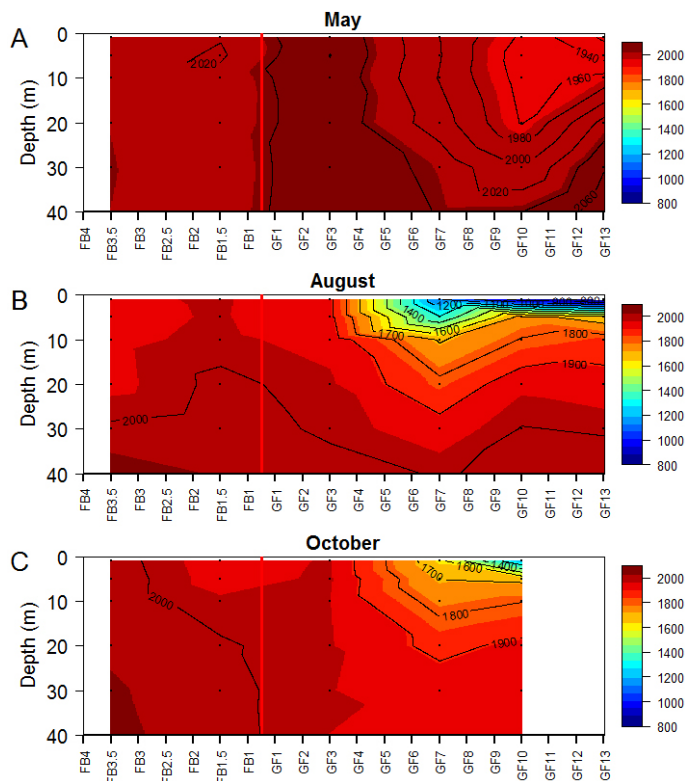 May
A
0
10
20
30
40
Depth (m)
2020
1940
1980
1980
2000
2020
2060
2000
1800
1600
1400
1200
1000
800
FB4
FB3.5
FB3
FB2.5
FB2
FB1.5
FB1
GF1
GF2
GF3
GF4
GF5
GF6
GF7
GF8
GF9
GF10
GF11
GF12
GF13
August
B
0
10
20
30
40
Depth (m)
1200
1400
1600
1700
1800
1900
2000
2000
1800
1600
1400
1200
1000
800
FB4
FB3.5
FB3
FB2.5
FB2
FB1.5
FB1
GF1
GF2
GF3
GF4
GF5
GF6
GF7
GF8
GF9
GF10
GF11
GF12
GF13
October
C
0
10
20
30
40
Depth (m)
1400
1600
1700
1800
1900
2000
2000
1800
1600
1400
1200
1000
800
FB4
FB3.5
FB3
FB2.5
FB2
FB1.5
FB1
GF1
GF2
GF3
GF4
GF5
GF6
GF7
GF8
GF9
GF10
GF11
GF12
GF13